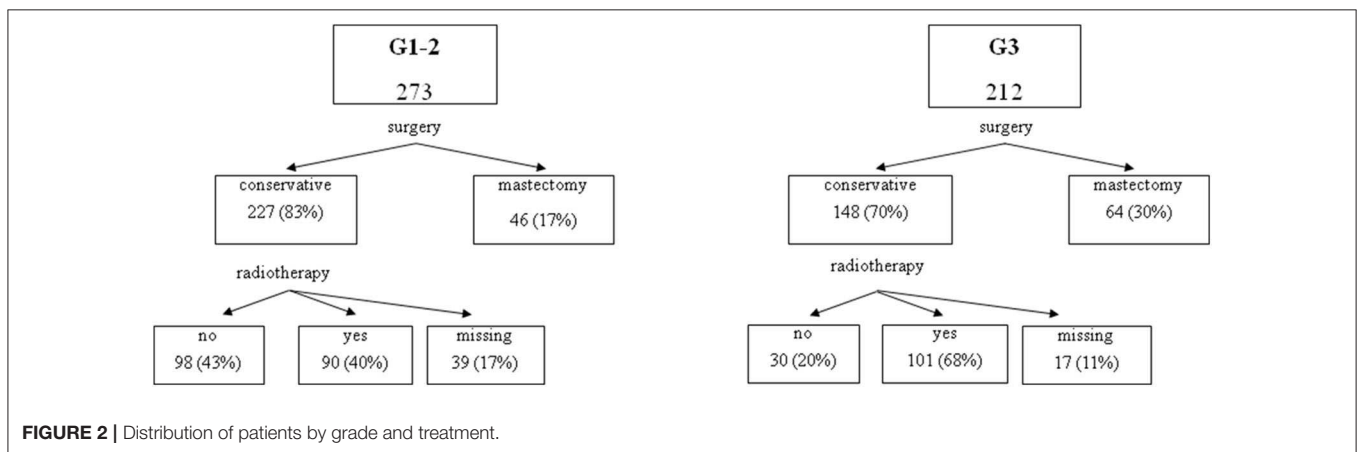 G1-2
273
surgery
conservative
227 (83%)
mastectomy
46 (17%)
radiotherapy
no
98 (43%)
yes
90 (40%)
missing
39 (17%)
G3
212
surgery
conservative
148 (70%)
mastectomy
64 (30%)
radiotherapy
no
30 (20%)
yes
101 (68%)
missing
17 (11%)
FIGURE 2 | Distribution of patients by grade and treatment.